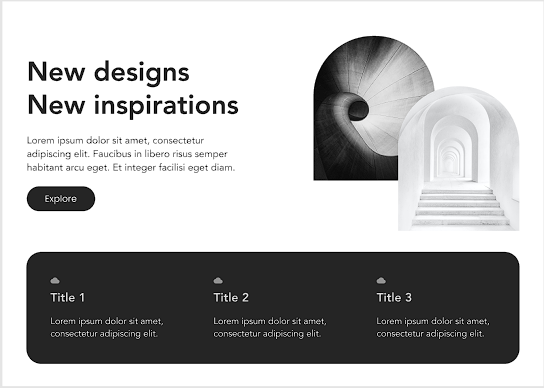 New designs
New inspirations
Lorem ipsum dolor sit amet, consectetur
adipiscing elit. Faucibus in libero risus semper
habitant arcu eget. Et integer facilisi eget diam.
Explore
Title 1
Lorem ipsum dolor sit amet,
consectetur adipiscing elit.
Title 2
Lorem ipsum dolor sit amet,
consectetur adipiscing elit.
Title 3
Lorem ipsum dolor sit amet,
consectetur adipiscing elit.